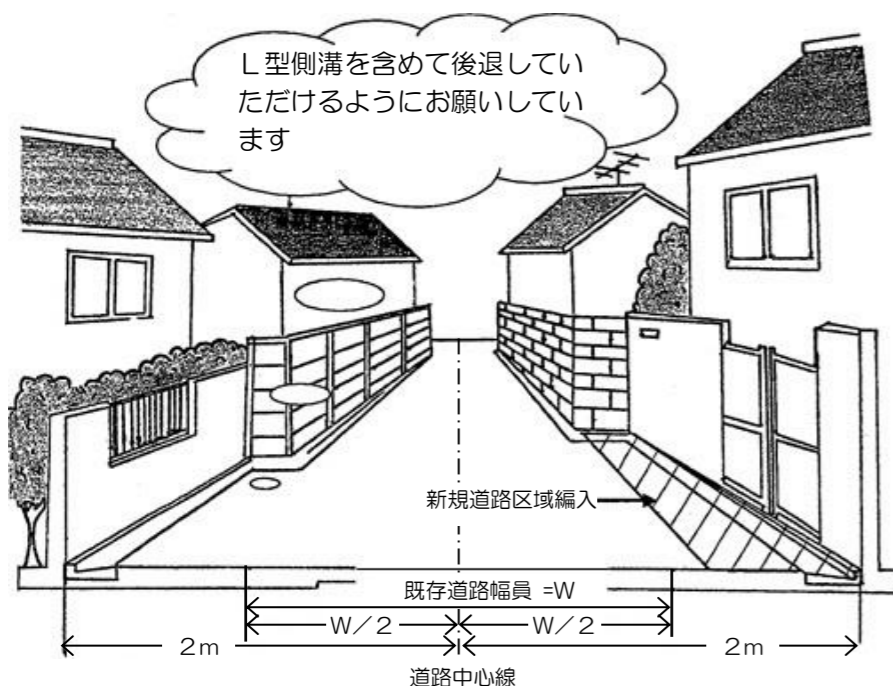 L型側溝を含めて後退してい
ただけるようにお願いしてい
ます
新規道路区域編入
既存道路幅員 =W
W/2
W/2
2m
2m
道路中心線